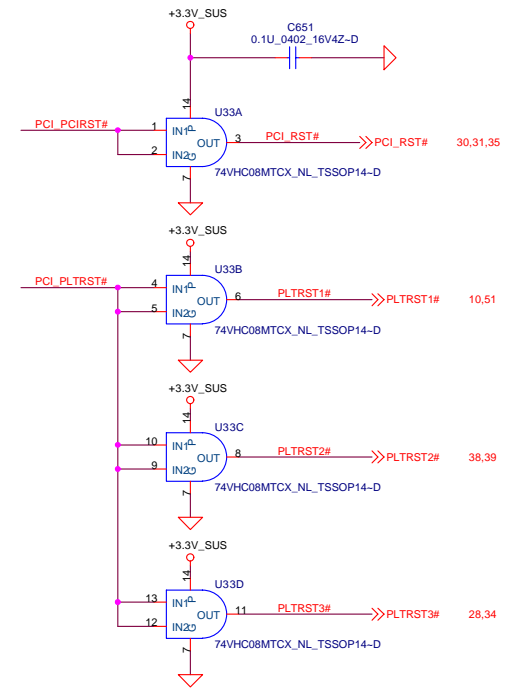 +3.3V_SUS
C651
0.1U_0402_16V4Z~D
14
U33A
PCI_PCIRST#
1
IN1
P
OUT
3
PCI_RST#
PCI_RST#
30,31,35
2
IN2
G
7
74VHC08MTCX_NL_TSSOP14~D
+3.3V_SUS
14
U33B
PCI_PLTRST#
4
IN1
P
OUT
6
PLTRST1#
PLTRST1#
10,51
5
IN2
G
7
74VHC08MTCX_NL_TSSOP14~D
+3.3V_SUS
14
U33C
10
IN1
P
OUT
8
PLTRST2#
PLTRST2#
38,39
9
IN2
G
7
74VHC08MTCX_NL_TSSOP14~D
+3.3V_SUS
14
U33D
13
IN1
P
OUT
11
PLTRST3#
PLTRST3#
28,34
12
IN2
G
7
74VHC08MTCX_NL_TSSOP14~D